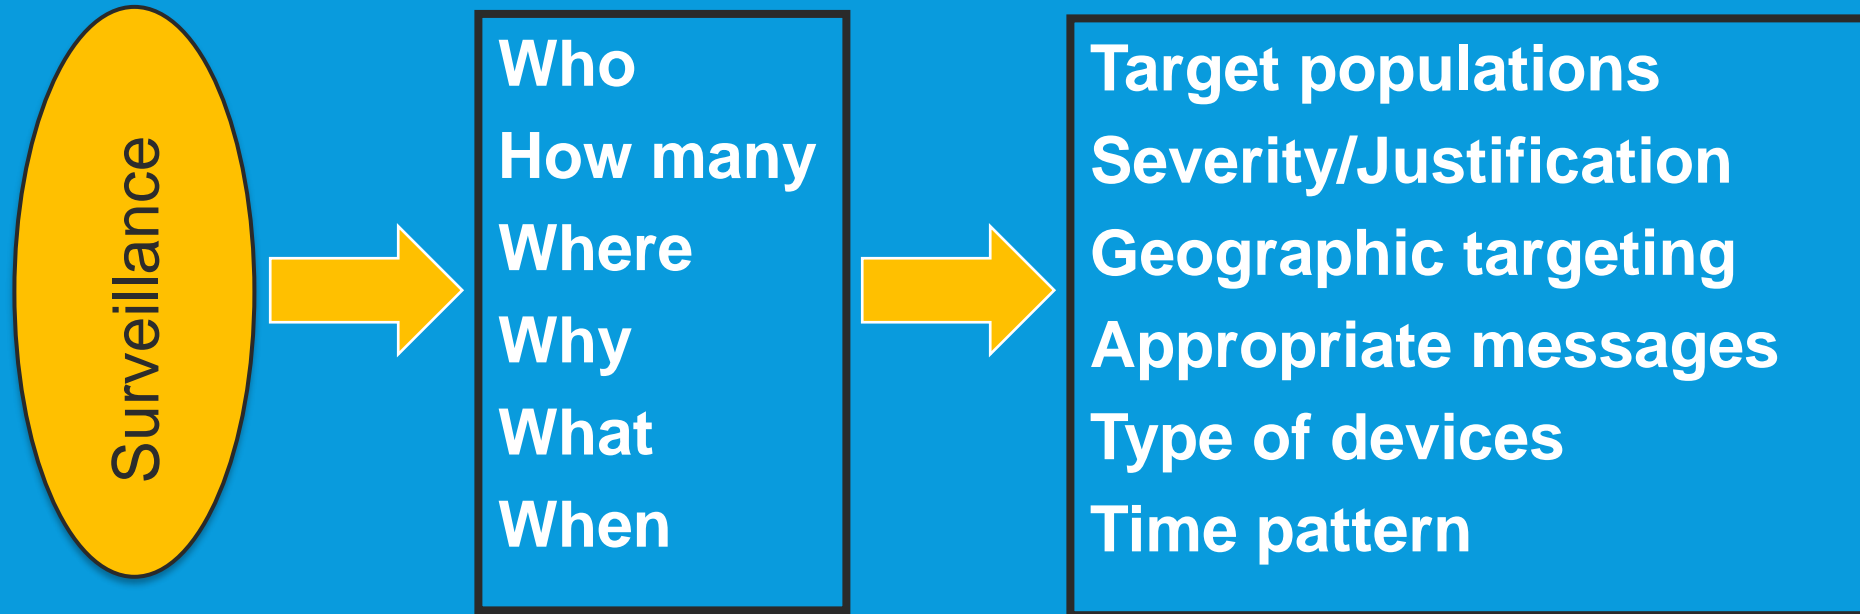 Surveillance
Who
How many
Where
Why
What
When
Target populations
Severity/Justification
Geographic targeting
Appropriate messages
Type of devices
Time pattern